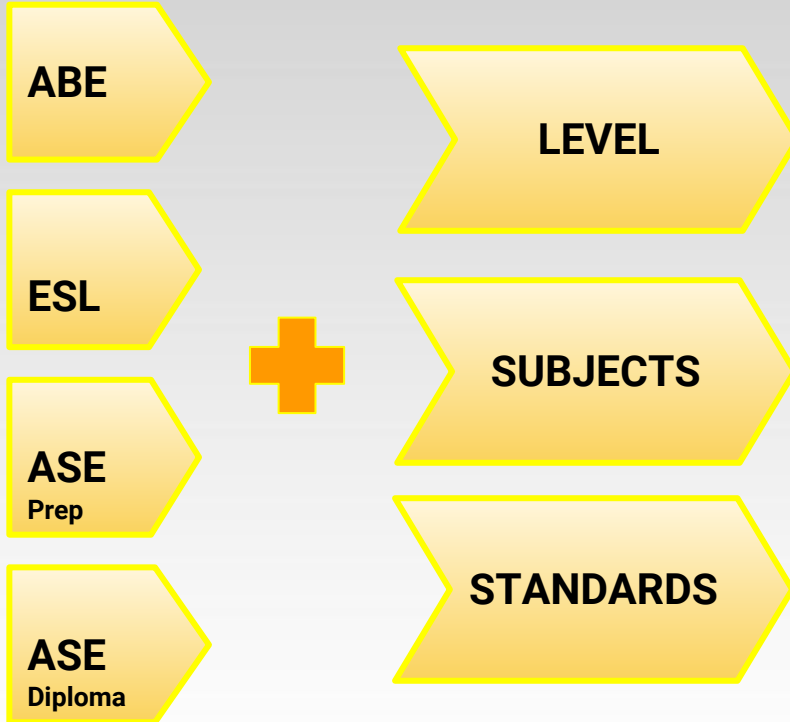 ABE
ESL
ASE
Prep
ASE
Diploma
LEVEL
SUBJECTS
STANDARDS